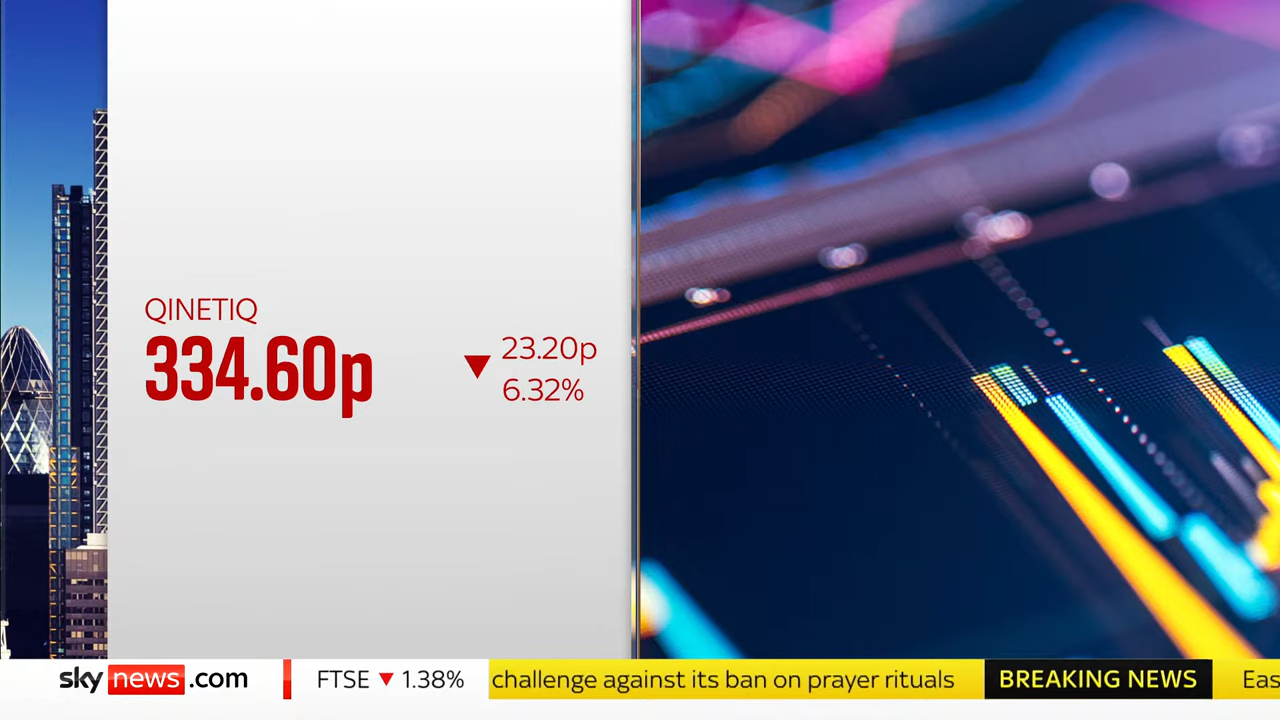 QINETIQ
334.60p
▼ 23.20p
6.32%
sky news .com
FTSE ▼ 1.38%
challenge against its ban on prayer rituals
BREAKING NEWS
Eas